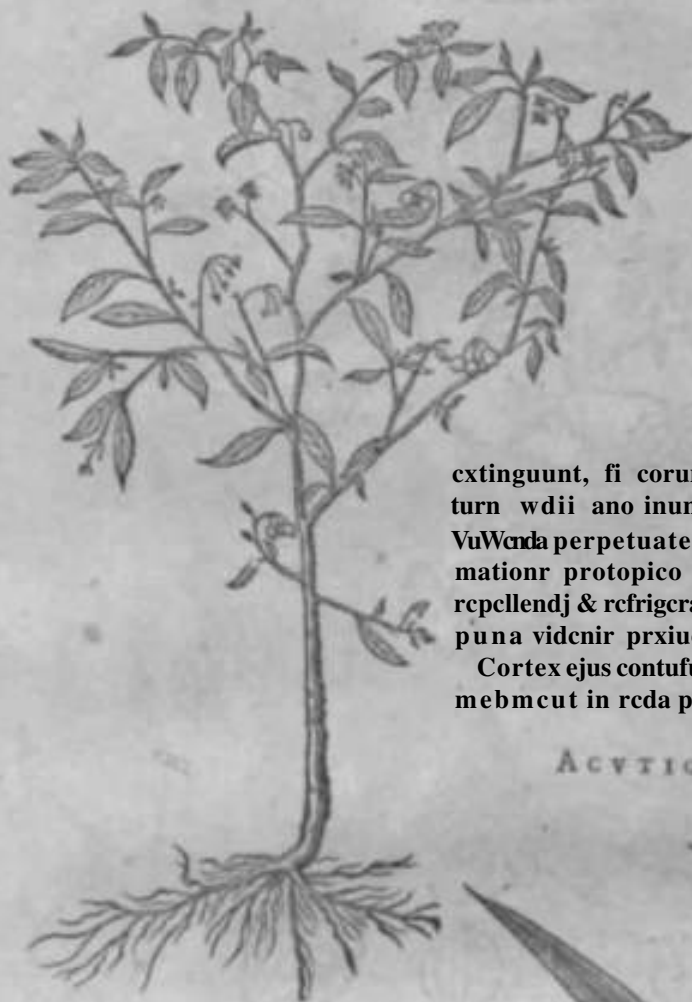 cxtinguunt, fi corur
turn wdii ano inun
VuWcnda perpetuate
mationr protopico
rcpcllendj & rcfrigcra
puna vidcnir prxiuc
Cortex ejus contufu
mebmcut in rcda p
ACVTIC